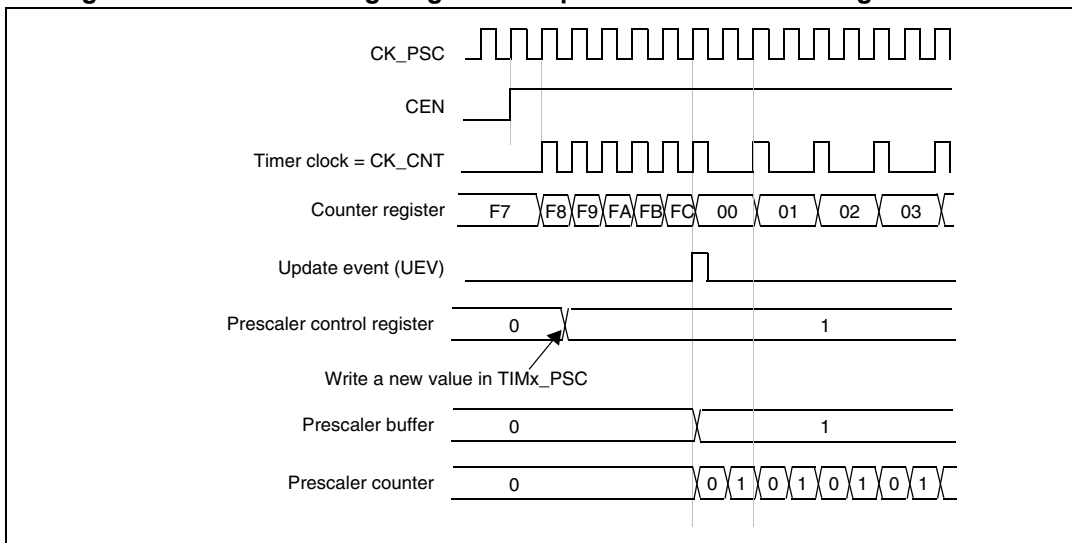 CK_PSC
CEN
Timer clock = CK_CNT
Counter register F7 F8 F9 FA FB FC 00 01 02 03
Update event (UEV)
Prescaler control register 0 1
Write a new value in TIMx_PSC
Prescaler buffer 0 1
Prescaler counter 0 0 1 0 1 0 1 0 1